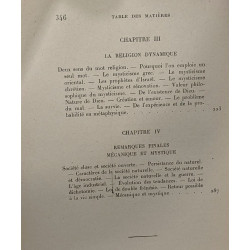 346 TABLE DES MATIÈRES
CHAPITRE III
LA RELIGION DYNAMIQUE
Deux sens du mot religion. — Pourquoi l'on emploie un
seul mot. — Le mysticisme grec. — Le mysticisme
oriental. — Les prophètes d'Israël. — Le mysticisme
chrétien. — Mysticisme et rénovation. — Valeur philo-
sophique du mysticisme. — De l'existence de Dieu. —
Nature de Dieu. — Création et amour. — Le problème
du mal. — La survie. — De l'expérience et de la pro-
babilité en métaphysique. 223
CHAPITRE IV
REMARQUES FINALES
MÉCANIQUE ET MYSTIQUE
Société close et société ouverte. — Persistance du naturel
— Caractères de la société naturelle. — Société naturelle
et démocratie. — La société naturelle et la guerre. —
L'âge industriel. — Évolution des tendances. — Loi de
dichotomie. — Loi de double frénésie. — Retour possible
à la vie simple. — Mécanique et mystique 287